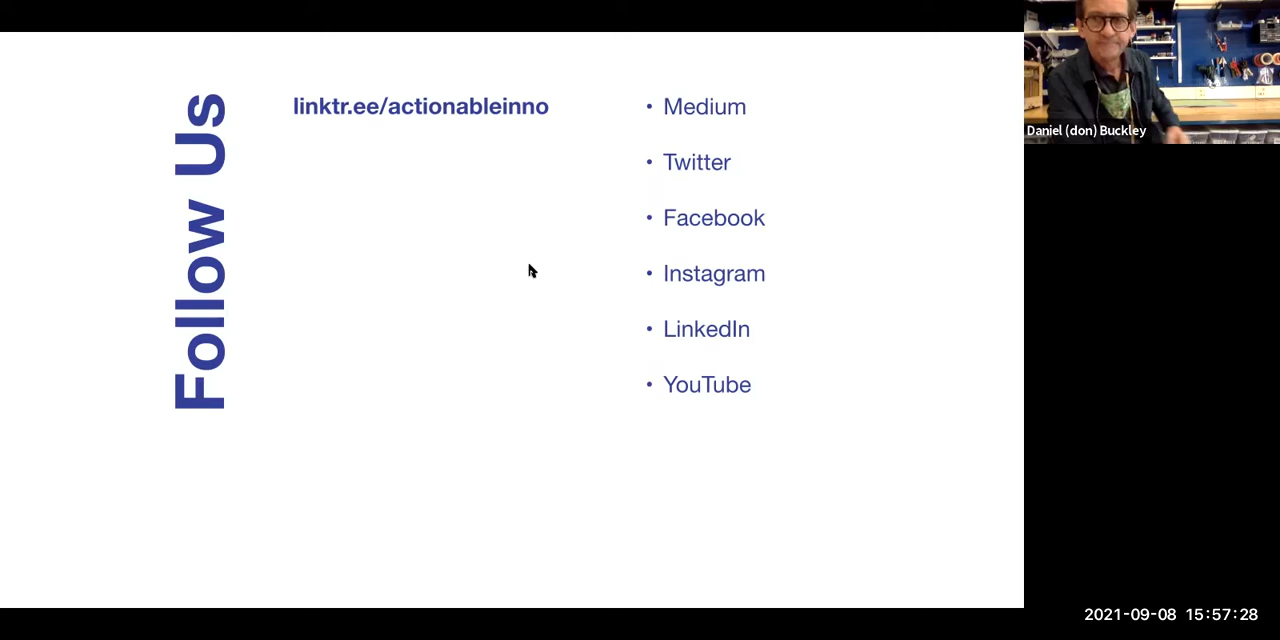 Follow Us
linktr.ee/actionableinno
• Medium
• Twitter
• Facebook
• Instagram
• LinkedIn
• YouTube
Daniel (don) Buckley
2021-09-08 15:57:28